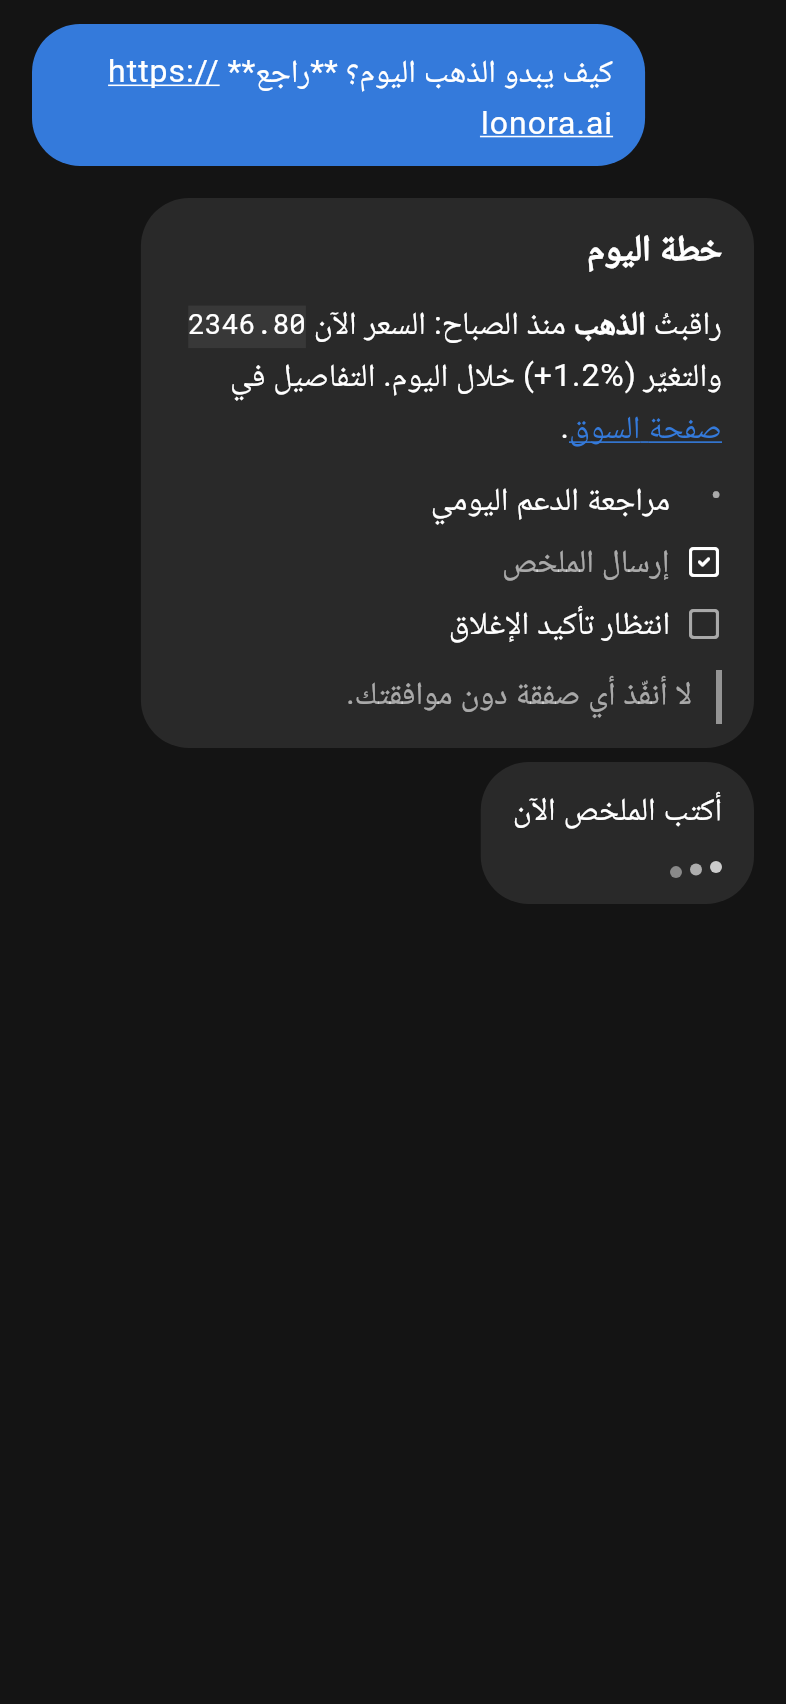 كيف يبدو الذهب اليوم؟ **راجع** https://
lonora.ai
خطة اليوم
راقبتُ الذهب منذ الصباح: السعر الآن 2346.80
والتغيّر (+1.2%) خلال اليوم. التفاصيل في
صفحة السوق.
• مراجعة الدعم اليومي
إرسال الملخص
انتظار تأكيد الإغلاق
لا أنفّذ أي صفقة دون موافقتك.
أكتب الملخص الآن